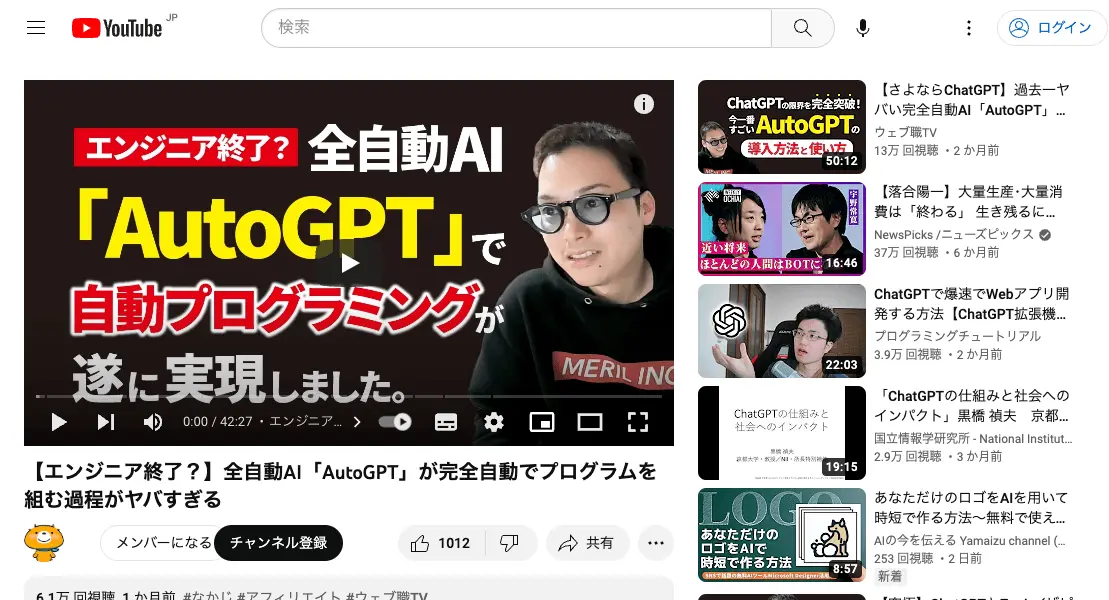 YouTube JP
検索
ログイン
エンジニア終了? 全自動AI
「AutoGPT」で
自動プログラミングが
遂に実現しました。
MERIL INC
0:00 / 42:27 ・ エンジニア...
【エンジニア終了？】全自動AI「AutoGPT」が完全自動でプログラムを
組む過程がヤバすぎる
メンバーになる
チャンネル登録
1012
共有
6.1万 回視聴 1 か月前 #なかじ #アフィリエイト #ウェブ職TV
ChatGPTの限界を完全突破!
今一番
すごいAutoGPTの
導入方法と使い方
50:12
【さよならChatGPT】過去一ヤ
バい完全自動AI「AutoGPT」...
ウェブ職TV
13万 回視聴 ・2 か月前
OCHIAI
宇野常寛
近い将来
ほとんどの人間はBOTに
16:46
【落合陽一】大量生産･大量消
費は「終わる」 生き残るに...
NewsPicks /ニューズピックス
37万 回視聴 ・6 か月前
22:03
ChatGPTで爆速でWebアプリ開
発する方法【ChatGPT拡張機...
プログラミングチュートリアル
3.9万 回視聴 ・2 か月前
ChatGPTの仕組みと
社会へのインパクト
黒橋 禎夫
19:15
「ChatGPTの仕組みと社会への
インパクト」黒橋 禎夫 京都...
国立情報学研究所 - National Institut...
2.9万 回視聴 ・3 か月前
LOGO
あなただけの
ロゴをAIで
時短で作る方法
8:57
あなただけのロゴをAIを用いて
時短で作る方法～無料で使え...
AIの今を伝える Yamaizu channel (...
253 回視聴 ・2 日前
新着